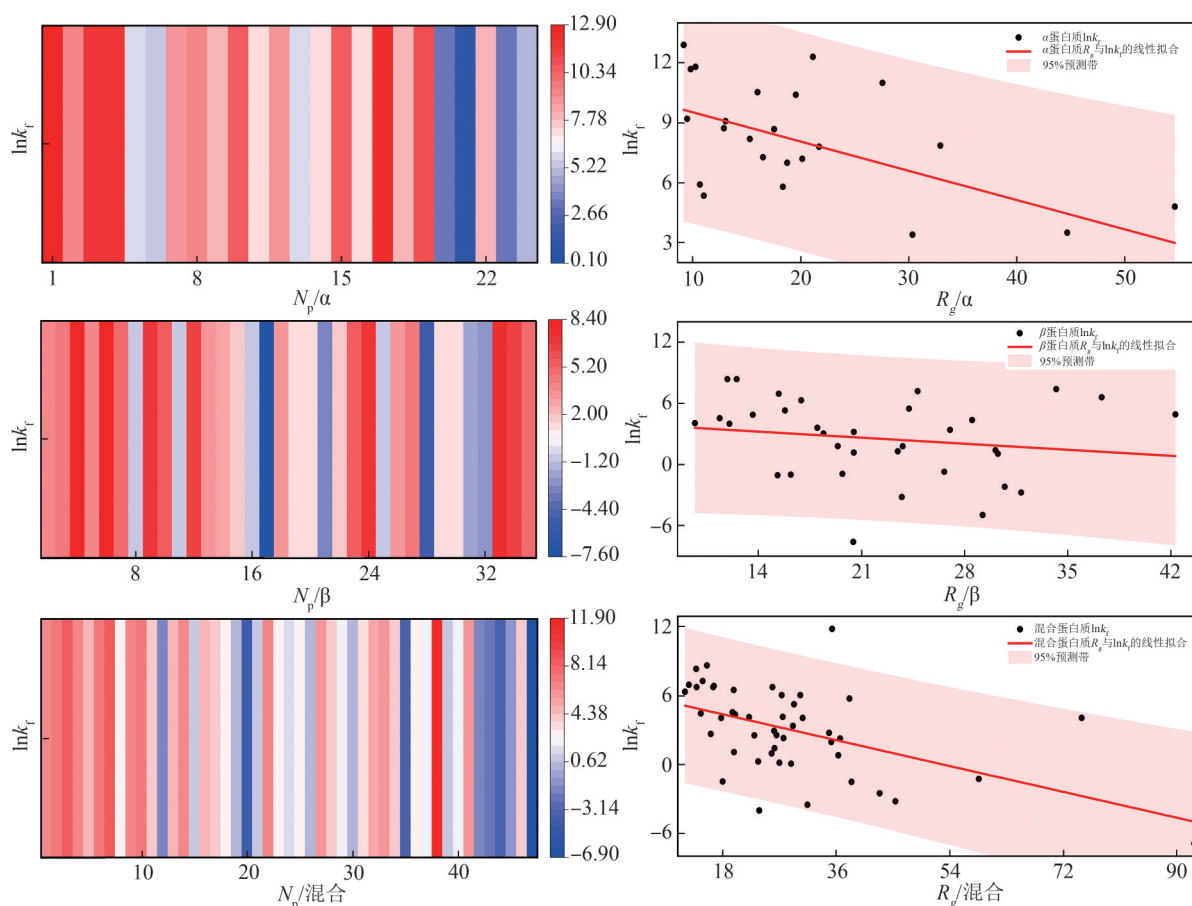 lnk_f
1 8 15 22
N_p/α
12.90
10.34
7.78
5.22
2.66
0.10
lnk_f
12
9
6
3
α蛋白质lnk_f
α蛋白质R_g与lnk_f的线性拟合
95%预测带
10 20 30 40 50
R_g/α
lnk_f
8 16 24 32
N_p/β
8.40
5.20
2.00
−1.20
−4.40
−7.60
lnk_f
12
6
0
−6
β蛋白质lnk_f
β蛋白质R_g与lnk_f的线性拟合
95%预测带
14 21 28 35 42
R_g/β
lnk_f
10 20 30 40
N_p/混合
11.90
8.14
4.38
0.62
−3.14
−6.90
lnk_f
12
6
0
−6
混合蛋白质lnk_f
混合蛋白质R_g与lnk_f的线性拟合
95%预测带
18 36 54 72 90
R_g/混合